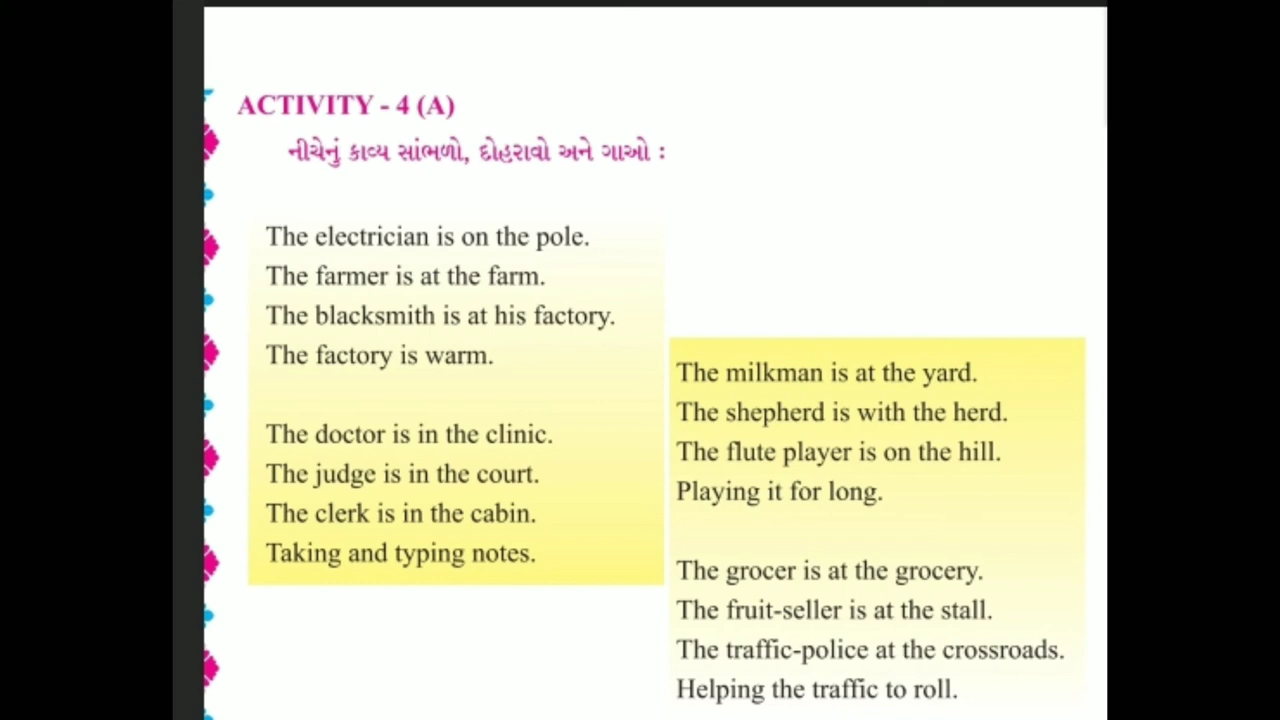 ACTIVITY - 4 (A)
નીચેનું કાવ્ય સાંભળો, દોહરાવો અને ગાઓ :
The electrician is on the pole.
The farmer is at the farm.
The blacksmith is at his factory.
The factory is warm.
The doctor is in the clinic.
The judge is in the court.
The clerk is in the cabin.
Taking and typing notes.
The milkman is at the yard.
The shepherd is with the herd.
The flute player is on the hill.
Playing it for long.
The grocer is at the grocery.
The fruit-seller is at the stall.
The traffic-police at the crossroads.
Helping the traffic to roll.